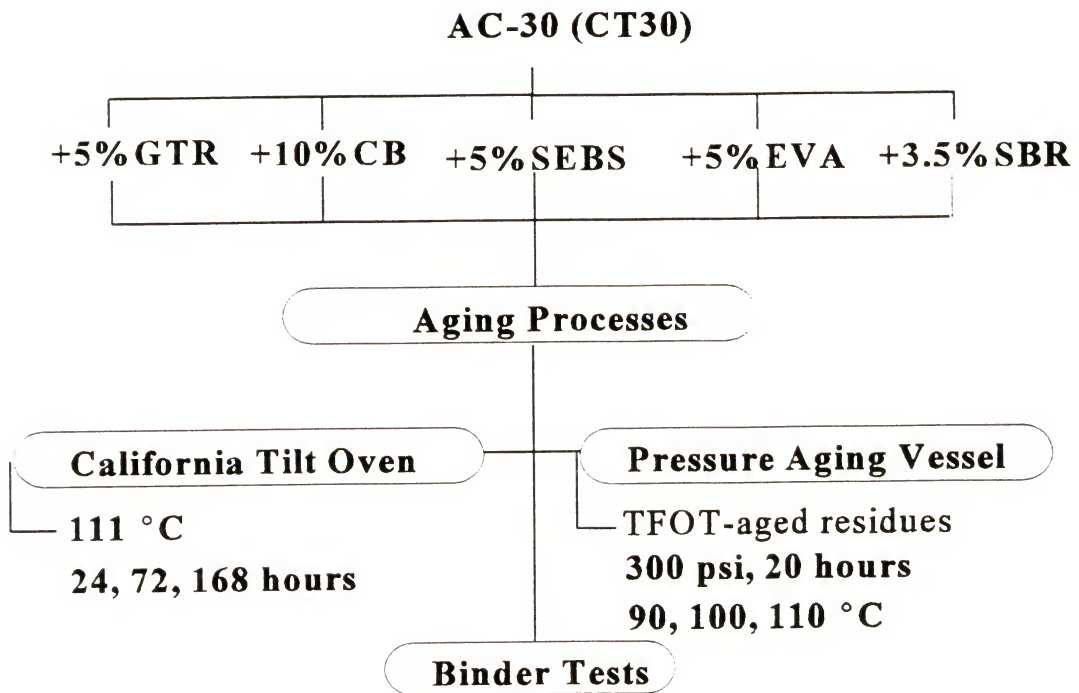 AC-30 (CT30)
+5%GTR +10%CB +5%SEBS +5%EVA +3.5%SBR
Aging Processes
California Tilt Oven
Pressure Aging Vessel
111 °C
24, 72, 168 hours
TFOT-aged residues
300 psi, 20 hours
90, 100, 110 °C
Binder Tests